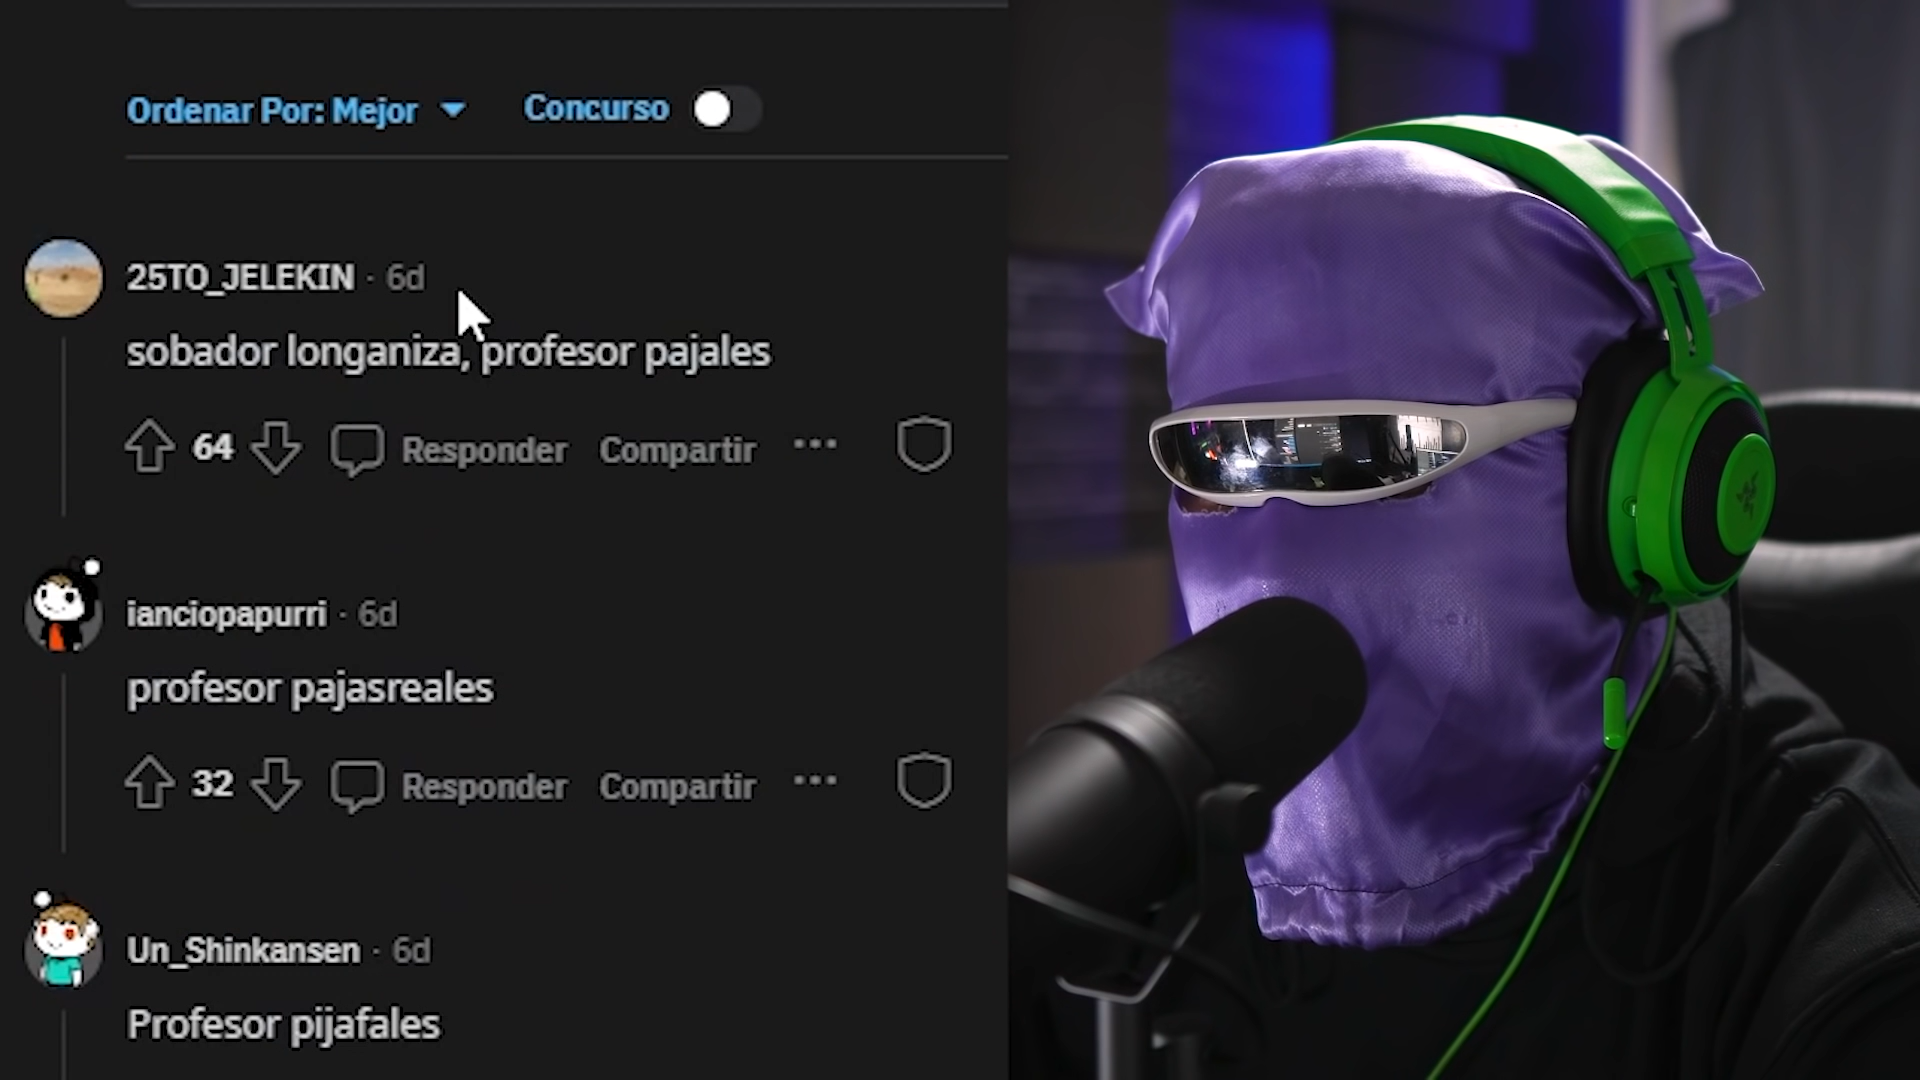 Ordenar Por: Mejor Concurso
25TO_JELEKIN · 6d
sobador longaniza, profesor pajales
64 Responder Compartir ...
ianciopapurri · 6d
profesor pajasreales
32 Responder Compartir ...
Un_Shinkansen · 6d
Profesor pijafales